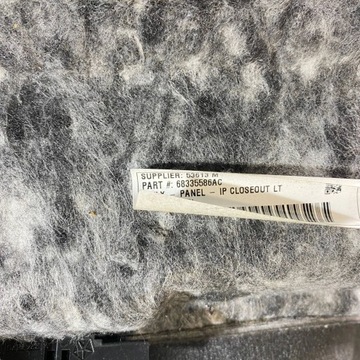 SUPPLIER: 53613 M
PART #: 68335586AC
PANEL - IP CLOSEOUT LT